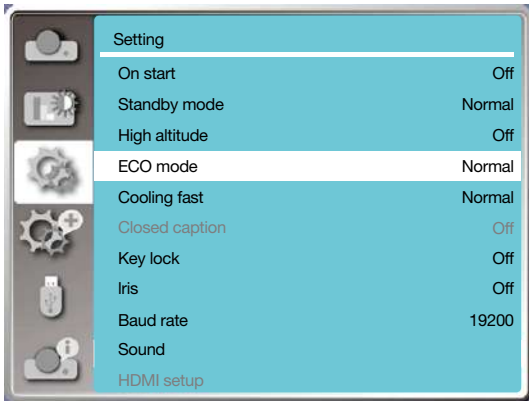 Setting
On start Off
Standby mode Normal
High altitude Off
ECO mode Normal
Cooling fast Normal
Closed caption Off
Key lock Off
Iris Off
Baud rate 19200
Sound
HDMI setup